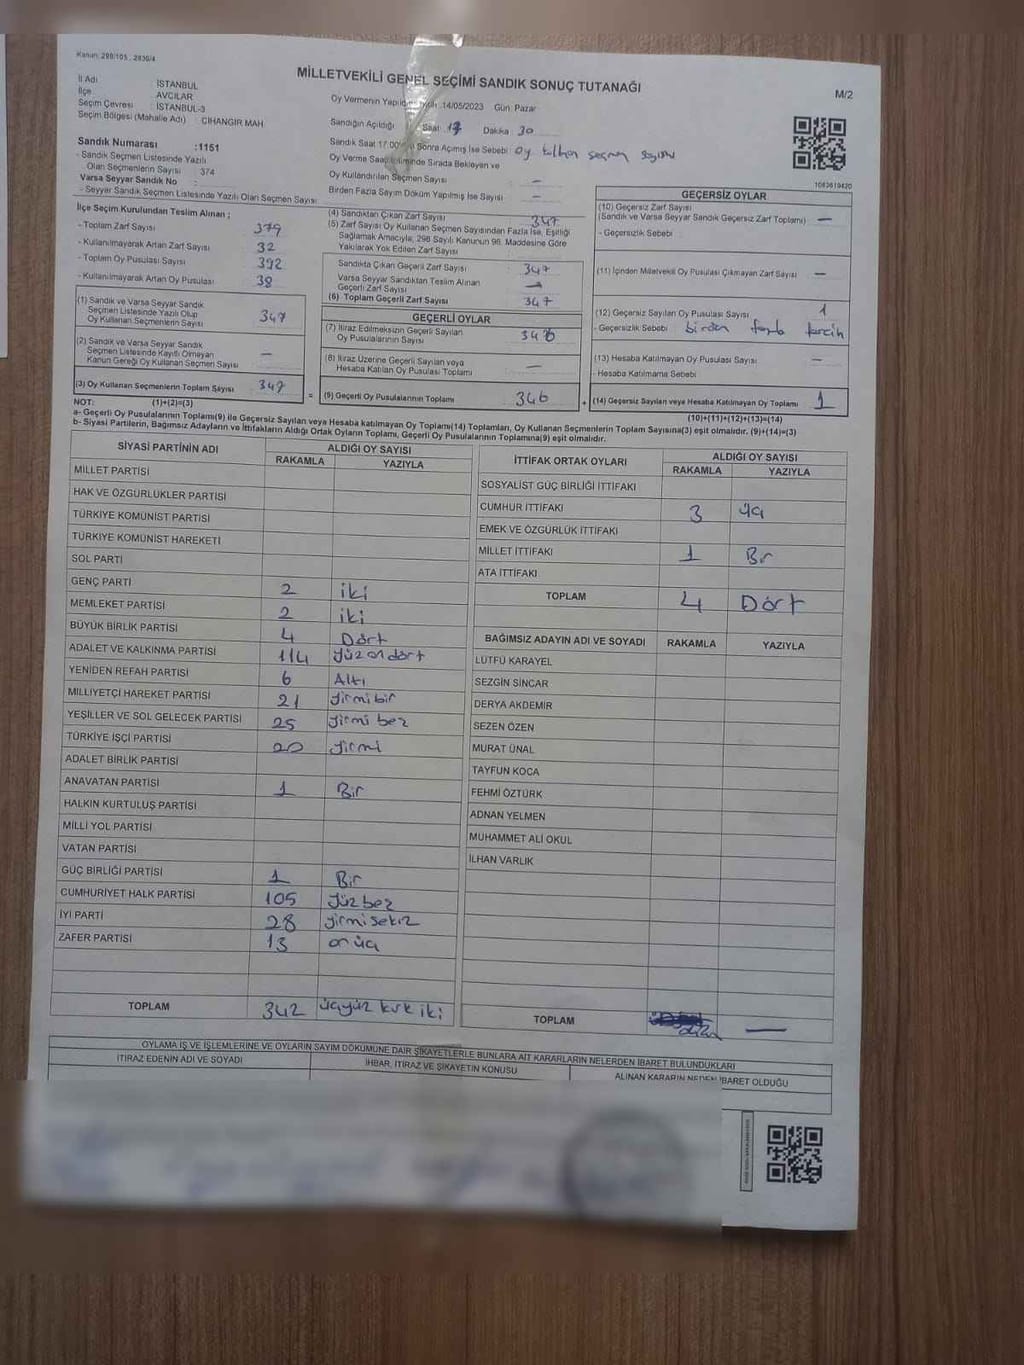 Kanun: 298/105 , 2839/4
MİLLETVEKİLİ GENEL SEÇİMİ SANDIK SONUÇ TUTANAĞI
M/2
İl Adı İSTANBUL
İlçe AVCILAR
Seçim Çevresi : İSTANBUL-3
Seçim Bölgesi (Mahalle Adı) : CİHANGİR MAH
Sandık Numarası :1151
- Sandık Seçmen Listesinde Yazılı
Olan Seçmenlerin Sayısı 374
Varsa Seyyar Sandık No
- Seyyar Sandık Seçmen Listesinde Yazılı Olan Seçmen Sayısı
Oy Vermenin Yapıldığı 14/05/2023 Gün: Pazar
Sandığın Açıldığı Saat 17 Dakika 30
Sandık Saat 17.00 Sonra Açılmış İse Sebebi: oy
Oy Verme Saati Bitiminde Sırada Bekleyen ve
Oy Kullandırılan Seçmen Sayısı —
Birden Fazla Sayım Döküm Yapılmış İse Sayısı —
1083619420
İlçe Seçim Kurulundan Teslim Alınan ;
- Toplam Zarf Sayısı 379
- Kullanılmayarak Artan Zarf Sayısı 32
- Toplam Oy Pusulası Sayısı 392
- Kullanılmayarak Artan Oy Pusulası 38
(1) Sandık ve Varsa Seyyar Sandık
Seçmen Listesinde Yazılı Olup
Oy Kullanan Seçmenlerin Sayısı 347
(2) Sandık ve Varsa Seyyar Sandık
Seçmen Listesinde Kayıtlı Olmayan
Kanun Gereği Oy Kullanan Seçmen Sayısı —
(3) Oy Kullanan Seçmenlerin Toplam Sayısı 347
(4) Sandıktan Çıkan Zarf Sayısı 347
(5) Zarf Sayısı Oy Kullanan Seçmen Sayısından Fazla İse, Eşitliği
Sağlamak Amacıyla, 298 Sayılı Kanunun 98. Maddesine Göre
Yakılarak Yok Edilen Zarf Sayısı
Sandıkta Çıkan Geçerli Zarf Sayısı 347
Varsa Seyyar Sandıktan Teslim Alınan
Geçerli Zarf Sayısı —
(6) Toplam Geçerli Zarf Sayısı 347
GEÇERLİ OYLAR
(7) İtiraz Edilmeksizin Geçerli Sayılan
Oy Pusulalarının Sayısı 346
(8) İtiraz Üzerine Geçerli Sayılan veya
Hesaba Katılan Oy Pusulası Toplamı —
= (9) Geçerli Oy Pusulalarının Toplamı 346
GEÇERSİZ OYLAR
(10) Geçersiz Zarf Sayısı
(Sandık ve Varsa Seyyar Sandık Geçersiz Zarf Toplamı) —
- Geçersizlik Sebebi
(11) İçinden Milletvekili Oy Pusulası Çıkmayan Zarf Sayısı —
(12) Geçersiz Sayılan Oy Pusulası Sayısı 1
- Geçersizlik Sebebi birden fazla tercih
(13) Hesaba Katılmayan Oy Pusulası Sayısı —
- Hesaba Katılmama Sebebi
+ (14) Geçersiz Sayılan veya Hesaba Katılmayan Oy Toplamı 1
NOT: (1)+(2)=(3) (10)+(11)+(12)+(13)=(14)
a- Geçerli Oy Pusulalarının Toplamı(9) ile Geçersiz Sayılan veya Hesaba Katılmayan Oy Toplamı(14) Toplamları, Oy Kullanan Seçmenlerin Toplam Sayısına(3) eşit olmalıdır. (9)+(14)=(3)
b- Siyasi Partilerin, Bağımsız Adayların ve İttifakların Aldığı Ortak Oyların Toplamı, Geçerli Oy Pusulalarının Toplamına(9) eşit olmalıdır.
SİYASİ PARTİNİN ADI ALDIĞI OY SAYISI
RAKAMLA YAZIYLA
MİLLET PARTİSİ
HAK VE ÖZGÜRLÜKLER PARTİSİ
TÜRKİYE KOMÜNİST PARTİSİ
TÜRKİYE KOMÜNİST HAREKETİ
SOL PARTİ
GENÇ PARTİ 2 iki
MEMLEKET PARTİSİ 2 iki
BÜYÜK BİRLİK PARTİSİ 4 Dört
ADALET VE KALKINMA PARTİSİ 114 Yüzondört
YENİDEN REFAH PARTİSİ 6 Altı
MİLLİYETÇİ HAREKET PARTİSİ 21 yirmibir
YEŞİLLER VE SOL GELECEK PARTİSİ 25 yirmi beş
TÜRKİYE İŞÇİ PARTİSİ 20 yirmi
ADALET BİRLİK PARTİSİ
ANAVATAN PARTİSİ 1 Bir
HALKIN KURTULUŞ PARTİSİ
MİLLİ YOL PARTİSİ
VATAN PARTİSİ
GÜÇ BİRLİĞİ PARTİSİ 1 Bir
CUMHURİYET HALK PARTİSİ 105 yüzbeş
İYİ PARTİ 28 yirmisekiz
ZAFER PARTİSİ 13 onüç
TOPLAM 342 üçyüz kırk iki
İTTİFAK ORTAK OYLARI ALDIĞI OY SAYISI
RAKAMLA YAZIYLA
SOSYALİST GÜÇ BİRLİĞİ İTTİFAKI
CUMHUR İTTİFAKI 3 üç
EMEK VE ÖZGÜRLÜK İTTİFAKI
MİLLET İTTİFAKI 1 Bir
ATA İTTİFAKI
TOPLAM 4 Dört
BAĞIMSIZ ADAYIN ADI VE SOYADI RAKAMLA YAZIYLA
LÜTFÜ KARAYEL
SEZGİN SİNCAR
DERYA AKDEMİR
SEZEN ÖZEN
MURAT ÜNAL
TAYFUN KOCA
FEHMİ ÖZTÜRK
ADNAN YELMEN
MUHAMMET ALİ OKUL
İLHAN VARLIK
TOPLAM —
OYLAMA İŞ VE İŞLEMLERİNE VE OYLARIN SAYIM DÖKÜMÜNE DAİR ŞİKAYETLERLE BUNLARA AİT KARARLARIN NELERDEN İBARET BULUNDUKLARI
İTİRAZ EDENİN ADI VE SOYADI İHBAR, İTİRAZ VE ŞİKAYETİN KONUSU ALINAN KARARIN NEDEN İBARET OLDUĞU